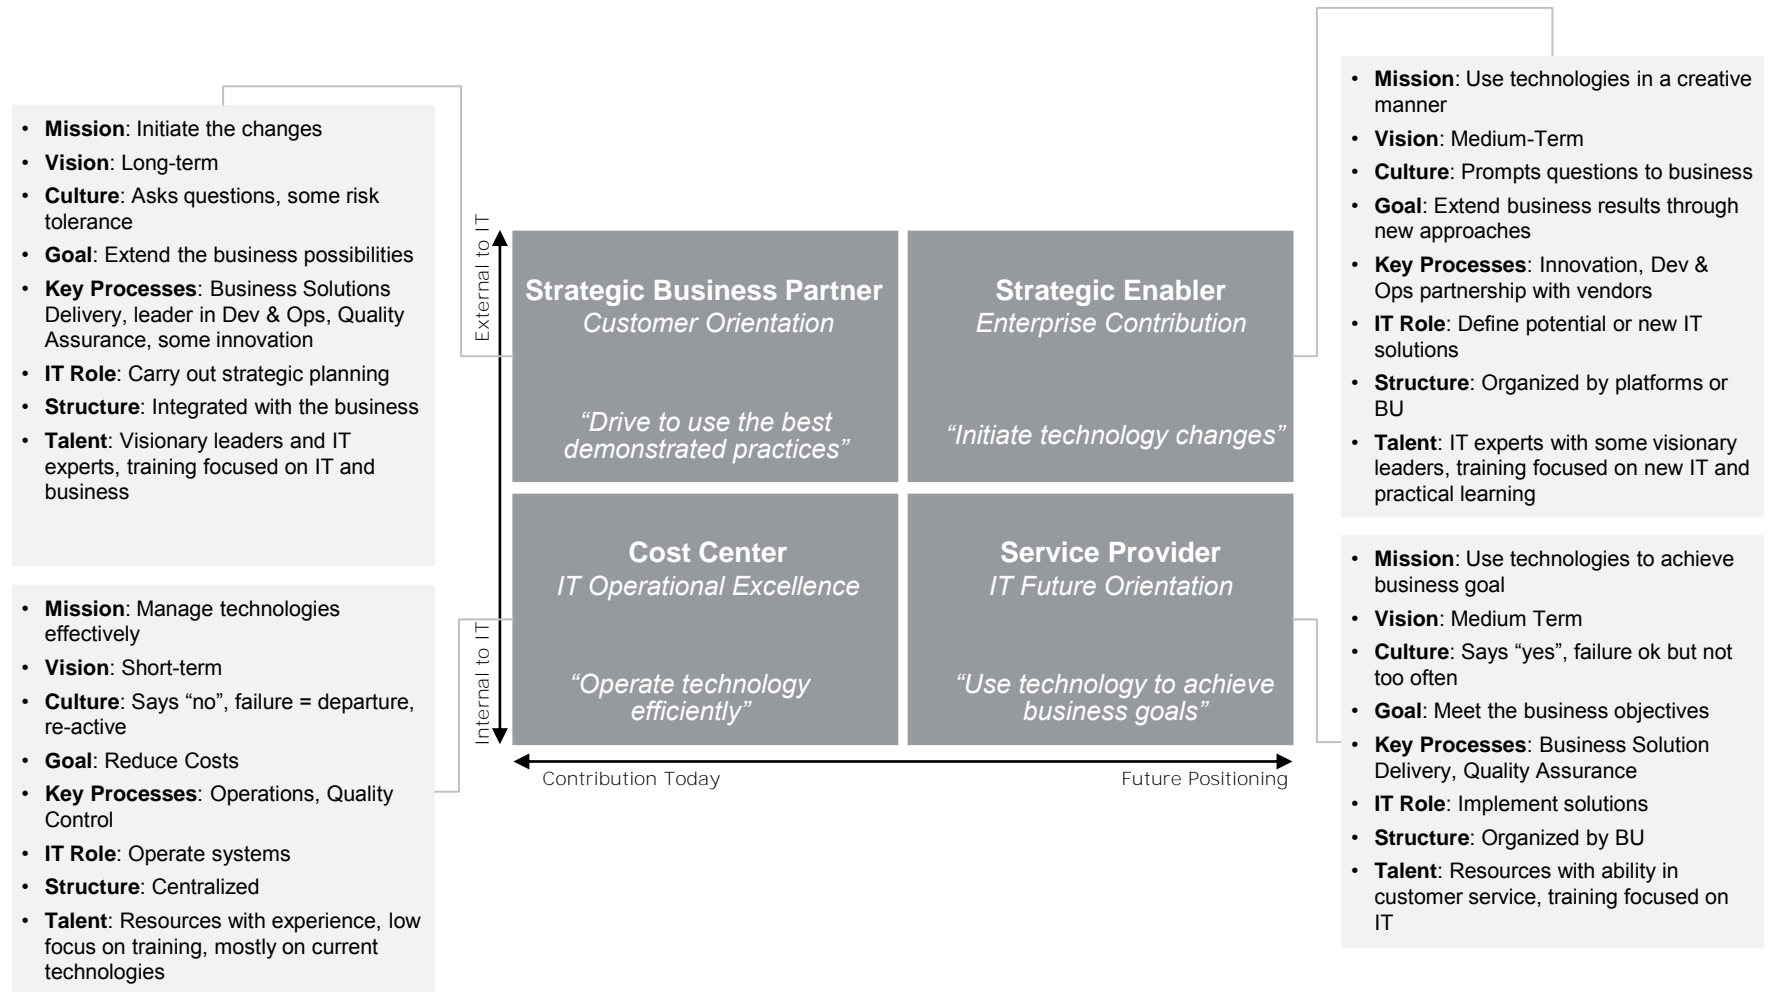 • Mission: Initiate the changes
• Vision: Long-term
• Culture: Asks questions, some risk
tolerance
• Goal: Extend the business possibilities
• Key Processes: Business Solutions
Delivery, leader in Dev & Ops, Quality
Assurance, some innovation
• IT Role: Carry out strategic planning
• Structure: Integrated with the business
• Talent: Visionary leaders and IT
experts, training focused on IT and
business
• Mission: Manage technologies
effectively
• Vision: Short-term
• Culture: Says “no”, failure = departure,
re-active
• Goal: Reduce Costs
• Key Processes: Operations, Quality
Control
• IT Role: Operate systems
• Structure: Centralized
• Talent: Resources with experience, low
focus on training, mostly on current
technologies
External to IT
Internal to IT
Strategic Business Partner
Customer Orientation
“Drive to use the best
demonstrated practices”
Strategic Enabler
Enterprise Contribution
“Initiate technology changes”
Cost Center
IT Operational Excellence
“Operate technology
efficiently”
Service Provider
IT Future Orientation
“Use technology to achieve
business goals”
Contribution Today
Future Positioning
• Mission: Use technologies in a creative
manner
• Vision: Medium-Term
• Culture: Prompts questions to business
• Goal: Extend business results through
new approaches
• Key Processes: Innovation, Dev &
Ops partnership with vendors
• IT Role: Define potential or new IT
solutions
• Structure: Organized by platforms or
BU
• Talent: IT experts with some visionary
leaders, training focused on new IT and
practical learning
• Mission: Use technologies to achieve
business goal
• Vision: Medium Term
• Culture: Says “yes”, failure ok but not
too often
• Goal: Meet the business objectives
• Key Processes: Business Solution
Delivery, Quality Assurance
• IT Role: Implement solutions
• Structure: Organized by BU
• Talent: Resources with ability in
customer service, training focused on
IT